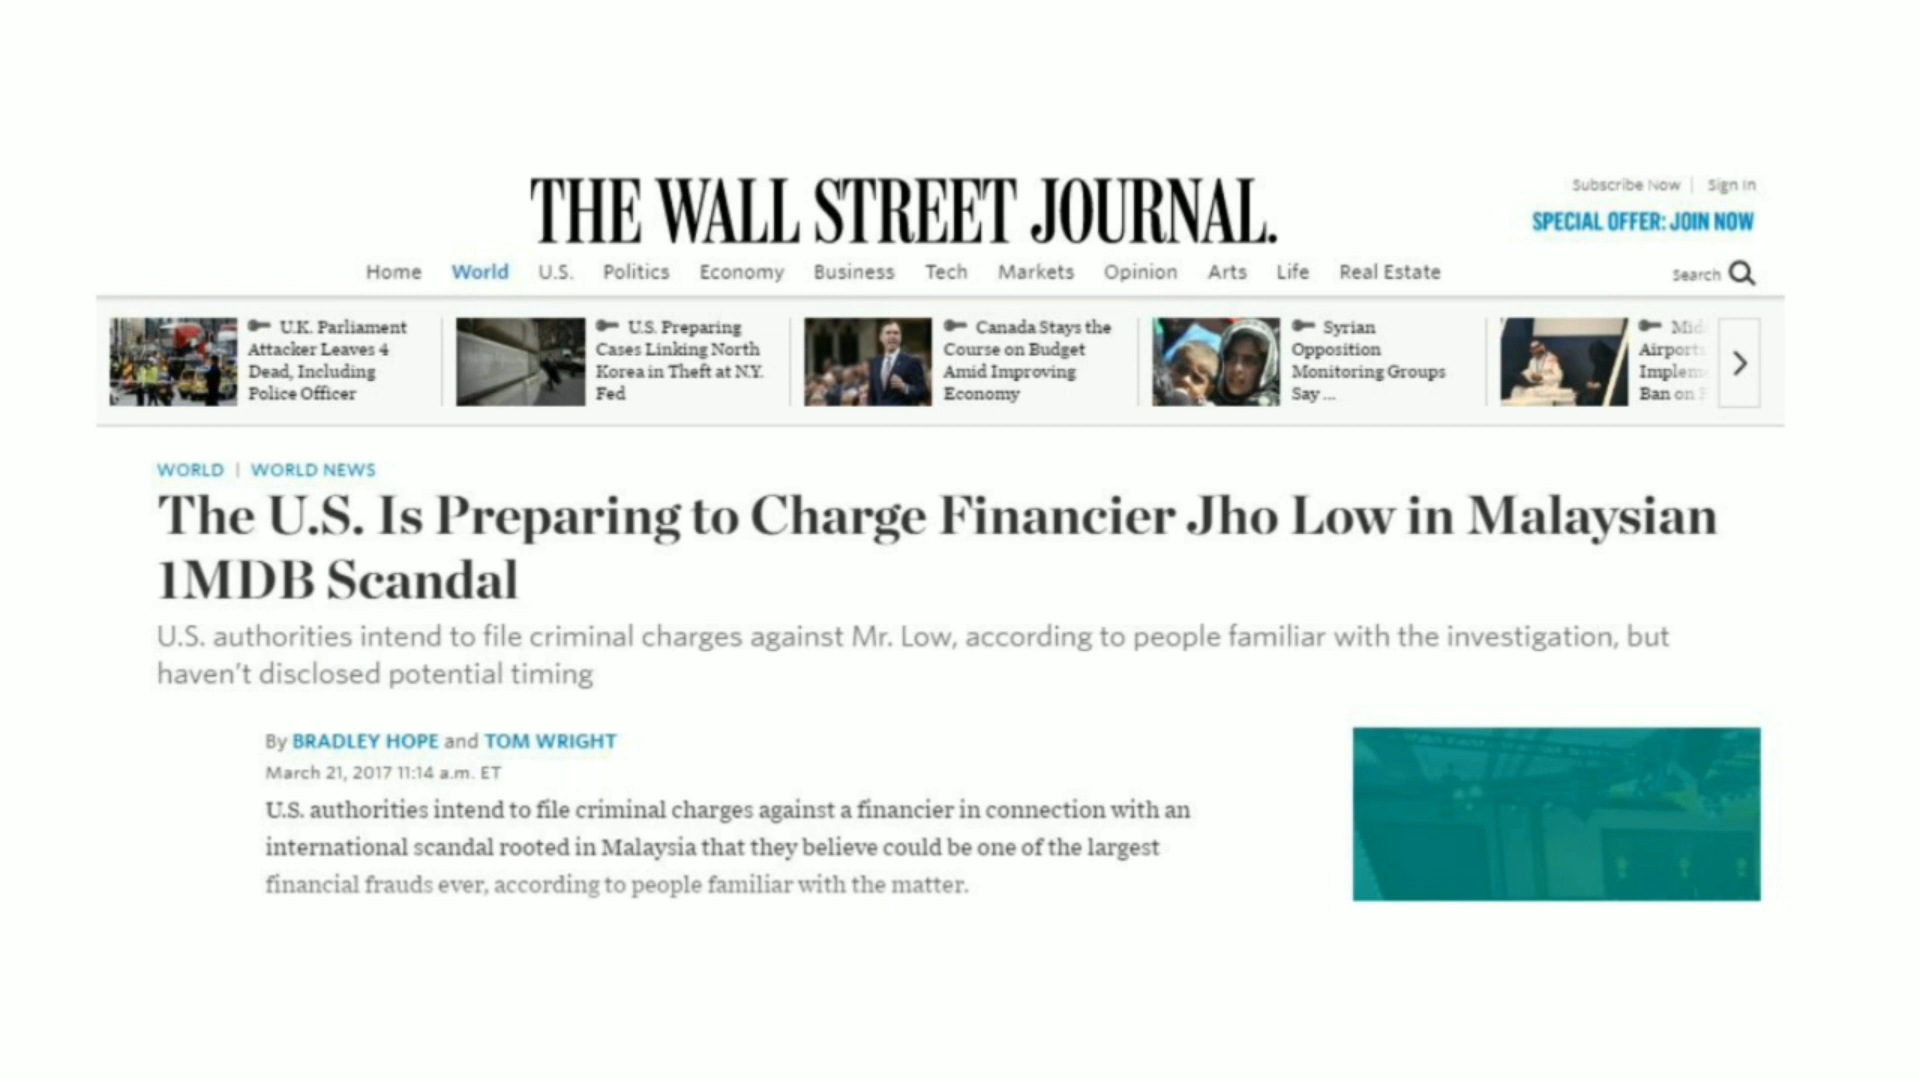 THE WALL STREET JOURNAL.
Subscribe Now | Sign In
SPECIAL OFFER: JOIN NOW
Home World U.S. Politics Economy Business Tech Markets Opinion Arts Life Real Estate
Search
U.K. Parliament
Attacker Leaves 4
Dead, Including
Police Officer
U.S. Preparing
Cases Linking North
Korea in Theft at N.Y.
Fed
Canada Stays the
Course on Budget
Amid Improving
Economy
Syrian
Opposition
Monitoring Groups
Say ...
Mid
Airports
Implem
Ban on
WORLD | WORLD NEWS
The U.S. Is Preparing to Charge Financier Jho Low in Malaysian
1MDB Scandal
U.S. authorities intend to file criminal charges against Mr. Low, according to people familiar with the investigation, but
haven't disclosed potential timing
By BRADLEY HOPE and TOM WRIGHT
March 21, 2017 11:14 a.m. ET
U.S. authorities intend to file criminal charges against a financier in connection with an
international scandal rooted in Malaysia that they believe could be one of the largest
financial frauds ever, according to people familiar with the matter.